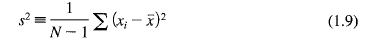 s² ≡ 1/(N − 1) ∑ (xᵢ − x̄)² (1.9)